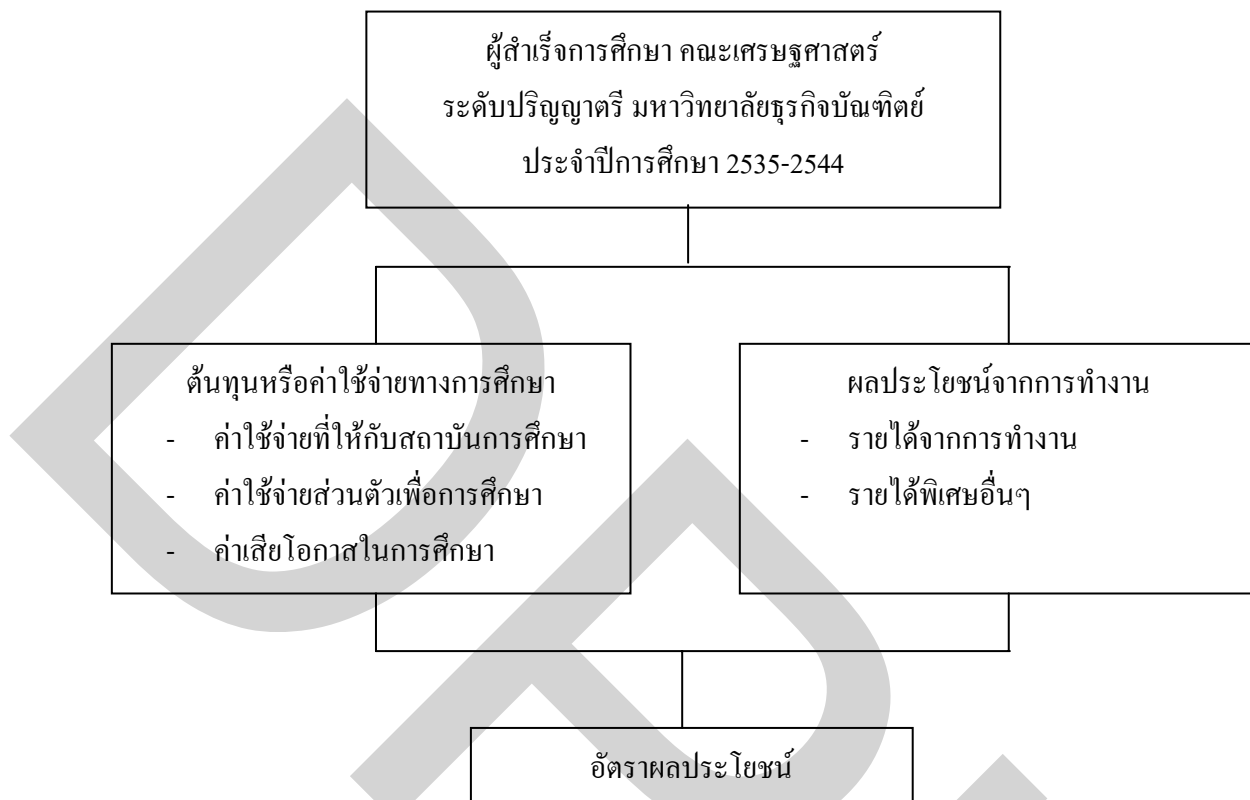 ผู้สำเร็จการศึกษา คณะเศรษฐศาสตร์
ระดับปริญญาตรี มหาวิทยาลัยธุรกิจบัณฑิตย์
ประจำปีการศึกษา 2535-2544
ต้นทุนหรือค่าใช้จ่ายทางการศึกษา
- ค่าใช้จ่ายที่ให้กับสถาบันการศึกษา
- ค่าใช้จ่ายส่วนตัวเพื่อการศึกษา
- ค่าเสียโอกาสในการศึกษา
ผลประโยชน์จากการทำงาน
- รายได้จากการทำงาน
- รายได้พิเศษอื่นๆ
อัตราผลประโยชน์